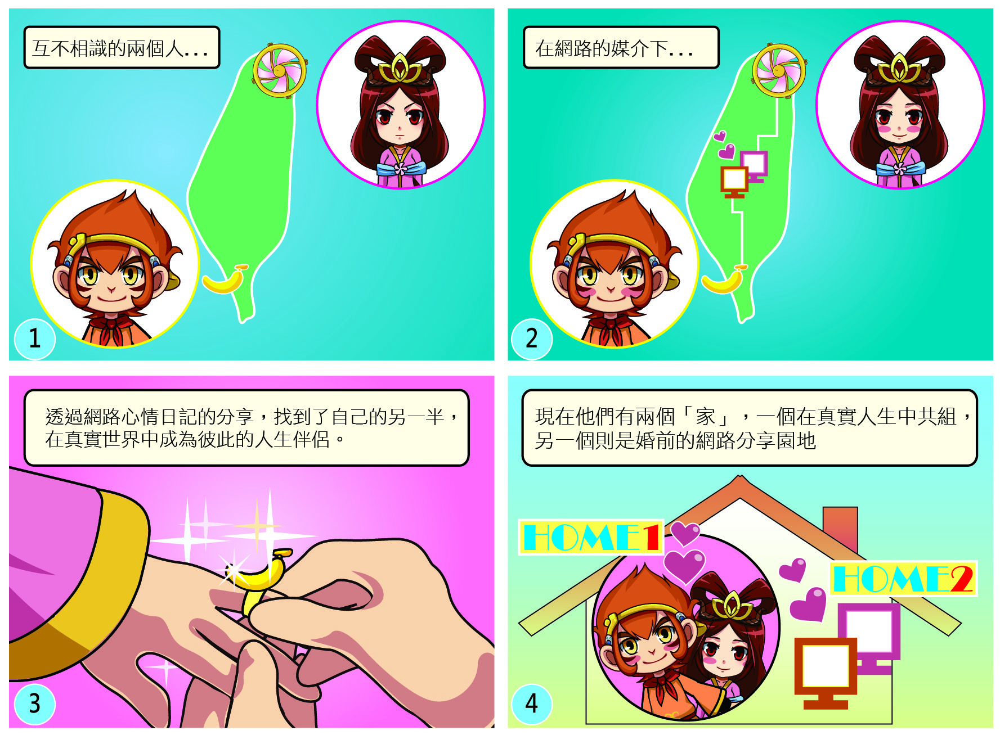 互不相識的兩個人...
1
在網路的媒介下...
2
透過網路心情日記的分享，找到了自己的另一半，
在真實世界中成為彼此的人生伴侶。
3
現在他們有兩個「家」，一個在真實人生中共組，
另一個則是婚前的網路分享園地
HOME1
HOME2
4